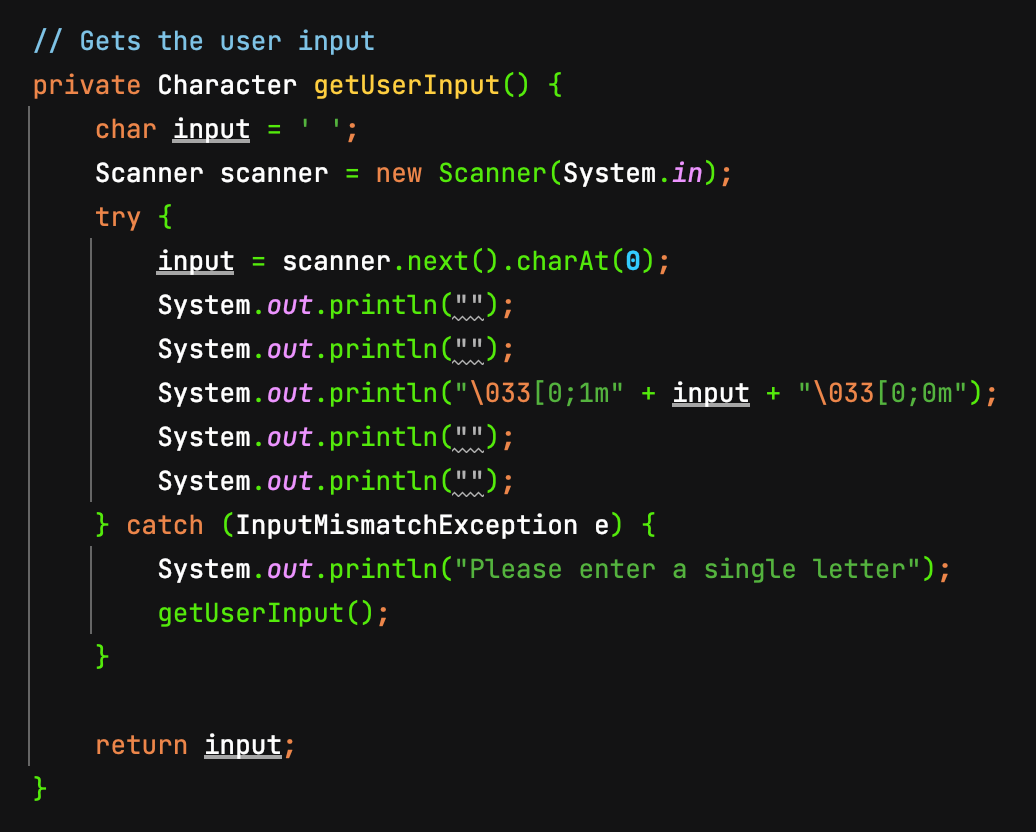 // Gets the user input
private Character getUserInput() {
    char input = ' ';
    Scanner scanner = new Scanner(System.in);
    try {
        input = scanner.next().charAt(0);
        System.out.println("");
        System.out.println("");
        System.out.println("\033[0;1m" + input + "\033[0;0m");
        System.out.println("");
        System.out.println("");
    } catch (InputMismatchException e) {
        System.out.println("Please enter a single letter");
        getUserInput();
    }

    return input;
}